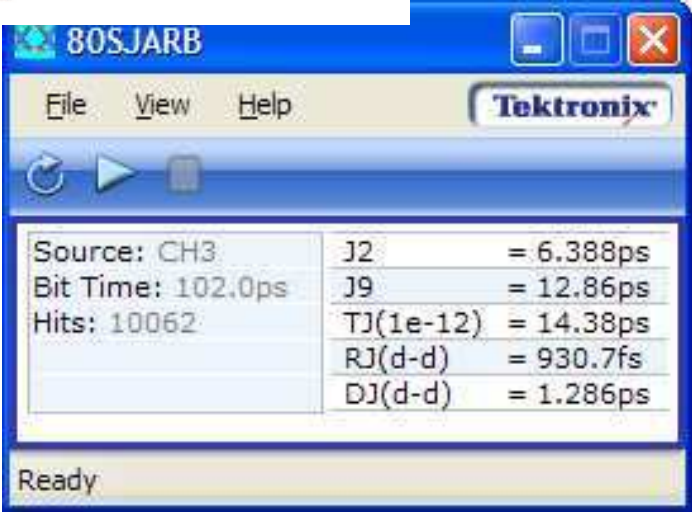 80SJARB
File View Help
Tektronix
Source: CH3
Bit Time: 102.0ps
Hits: 10062
J2 = 6.388ps
J9 = 12.86ps
TJ(1e-12) = 14.38ps
RJ(d-d) = 930.7fs
DJ(d-d) = 1.286ps
Ready